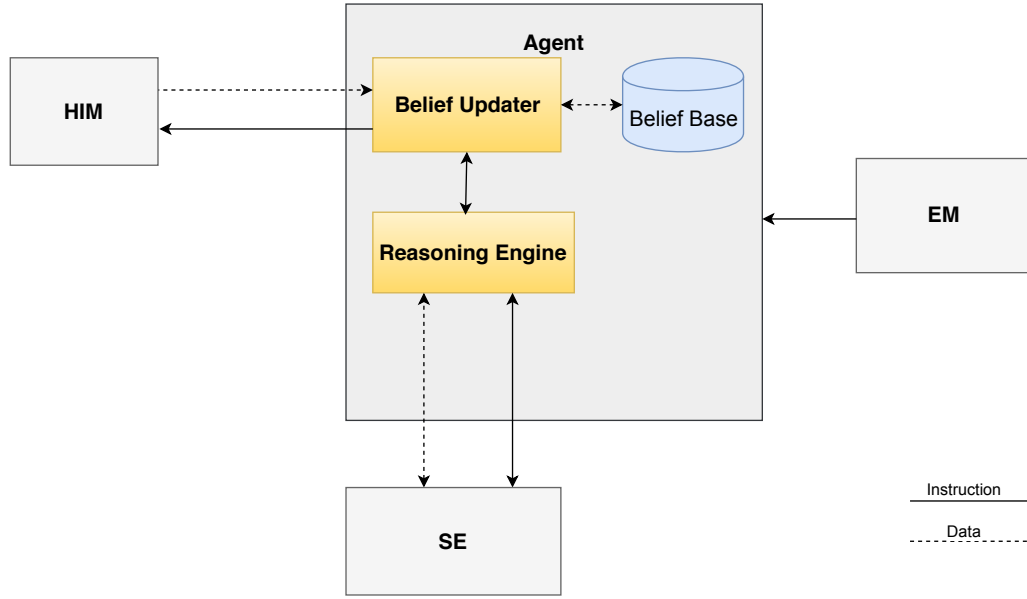 Agent
HIM
Belief Updater
Belief Base
EM
Reasoning Engine
SE
Instruction
Data